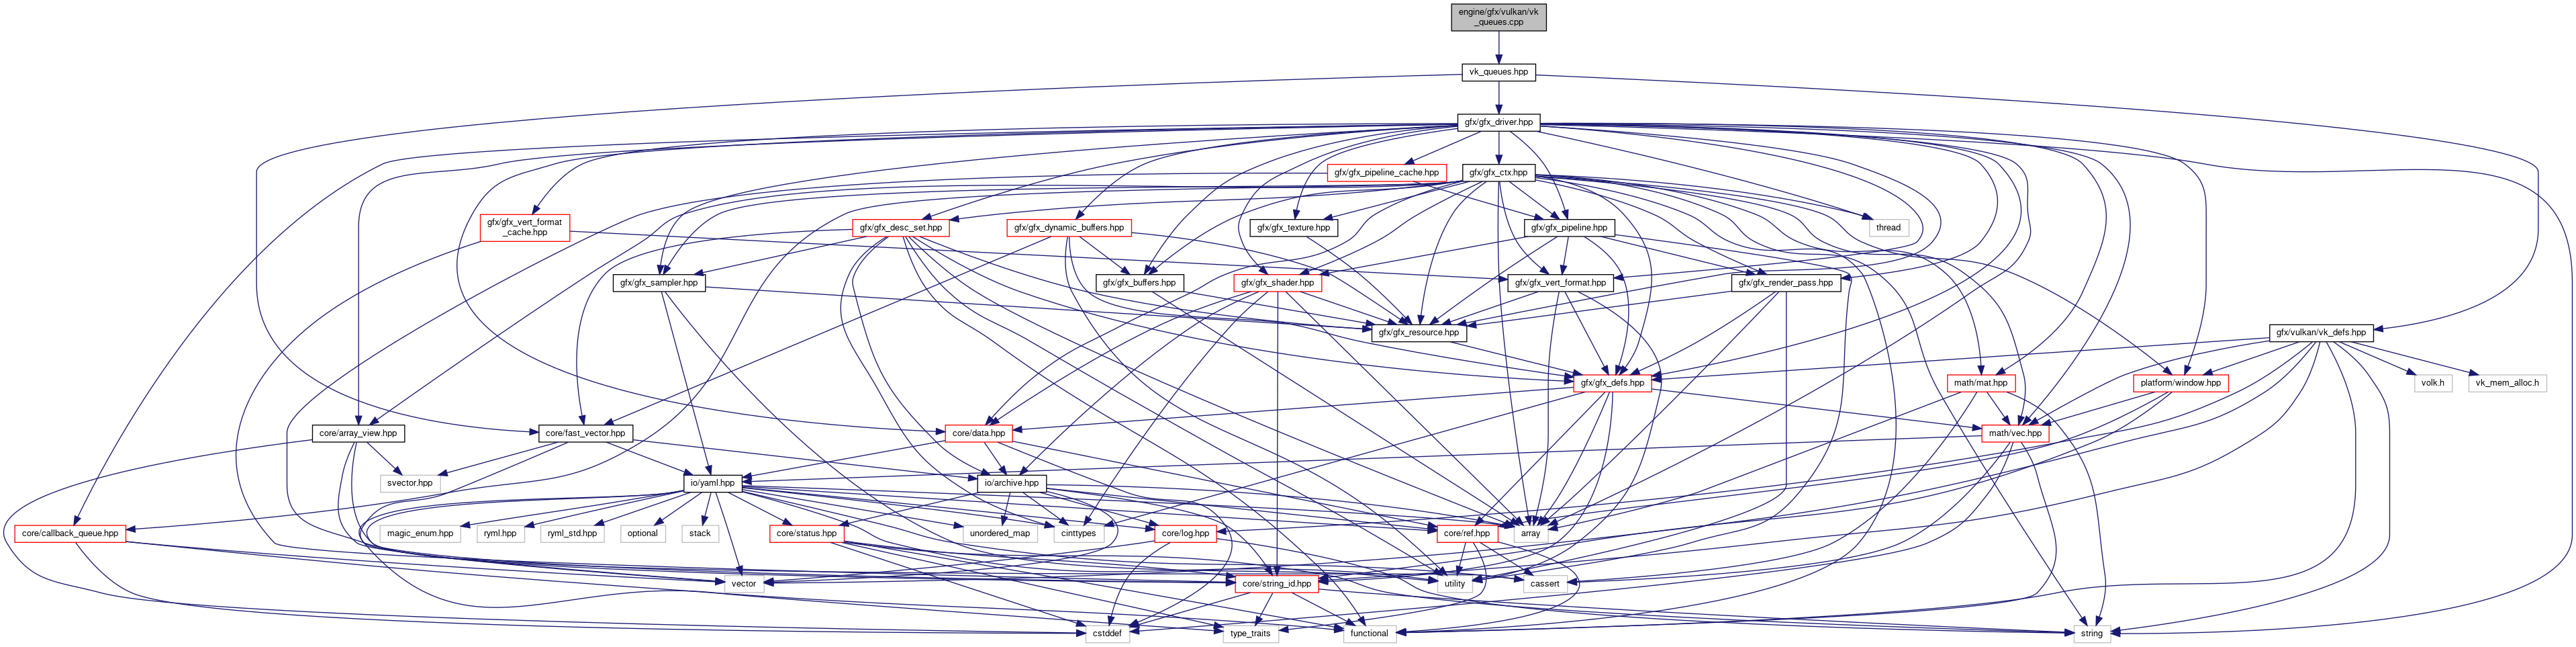 engine/gfx/vulkan/vk
_queues.cpp
vk_queues.hpp
gfx/gfx_driver.hpp
gfx/gfx_pipeline_cache.hpp
gfx/gfx_ctx.hpp
gfx/gfx_vert_format
_cache.hpp
gfx/gfx_desc_set.hpp
gfx/gfx_dynamic_buffers.hpp
gfx/gfx_texture.hpp
gfx/gfx_pipeline.hpp
thread
gfx/gfx_sampler.hpp
gfx/gfx_buffers.hpp
gfx/gfx_shader.hpp
gfx/gfx_vert_format.hpp
gfx/gfx_render_pass.hpp
gfx/gfx_resource.hpp
gfx/vulkan/vk_defs.hpp
gfx/gfx_defs.hpp
math/mat.hpp
platform/window.hpp
volk.h
vk_mem_alloc.h
core/array_view.hpp
core/fast_vector.hpp
core/data.hpp
math/vec.hpp
svector.hpp
io/yaml.hpp
io/archive.hpp
core/callback_queue.hpp
magic_enum.hpp
ryml.hpp
ryml_std.hpp
optional
stack
core/status.hpp
unordered_map
cinttypes
core/log.hpp
core/ref.hpp
array
vector
core/string_id.hpp
utility
cassert
cstddef
type_traits
functional
string